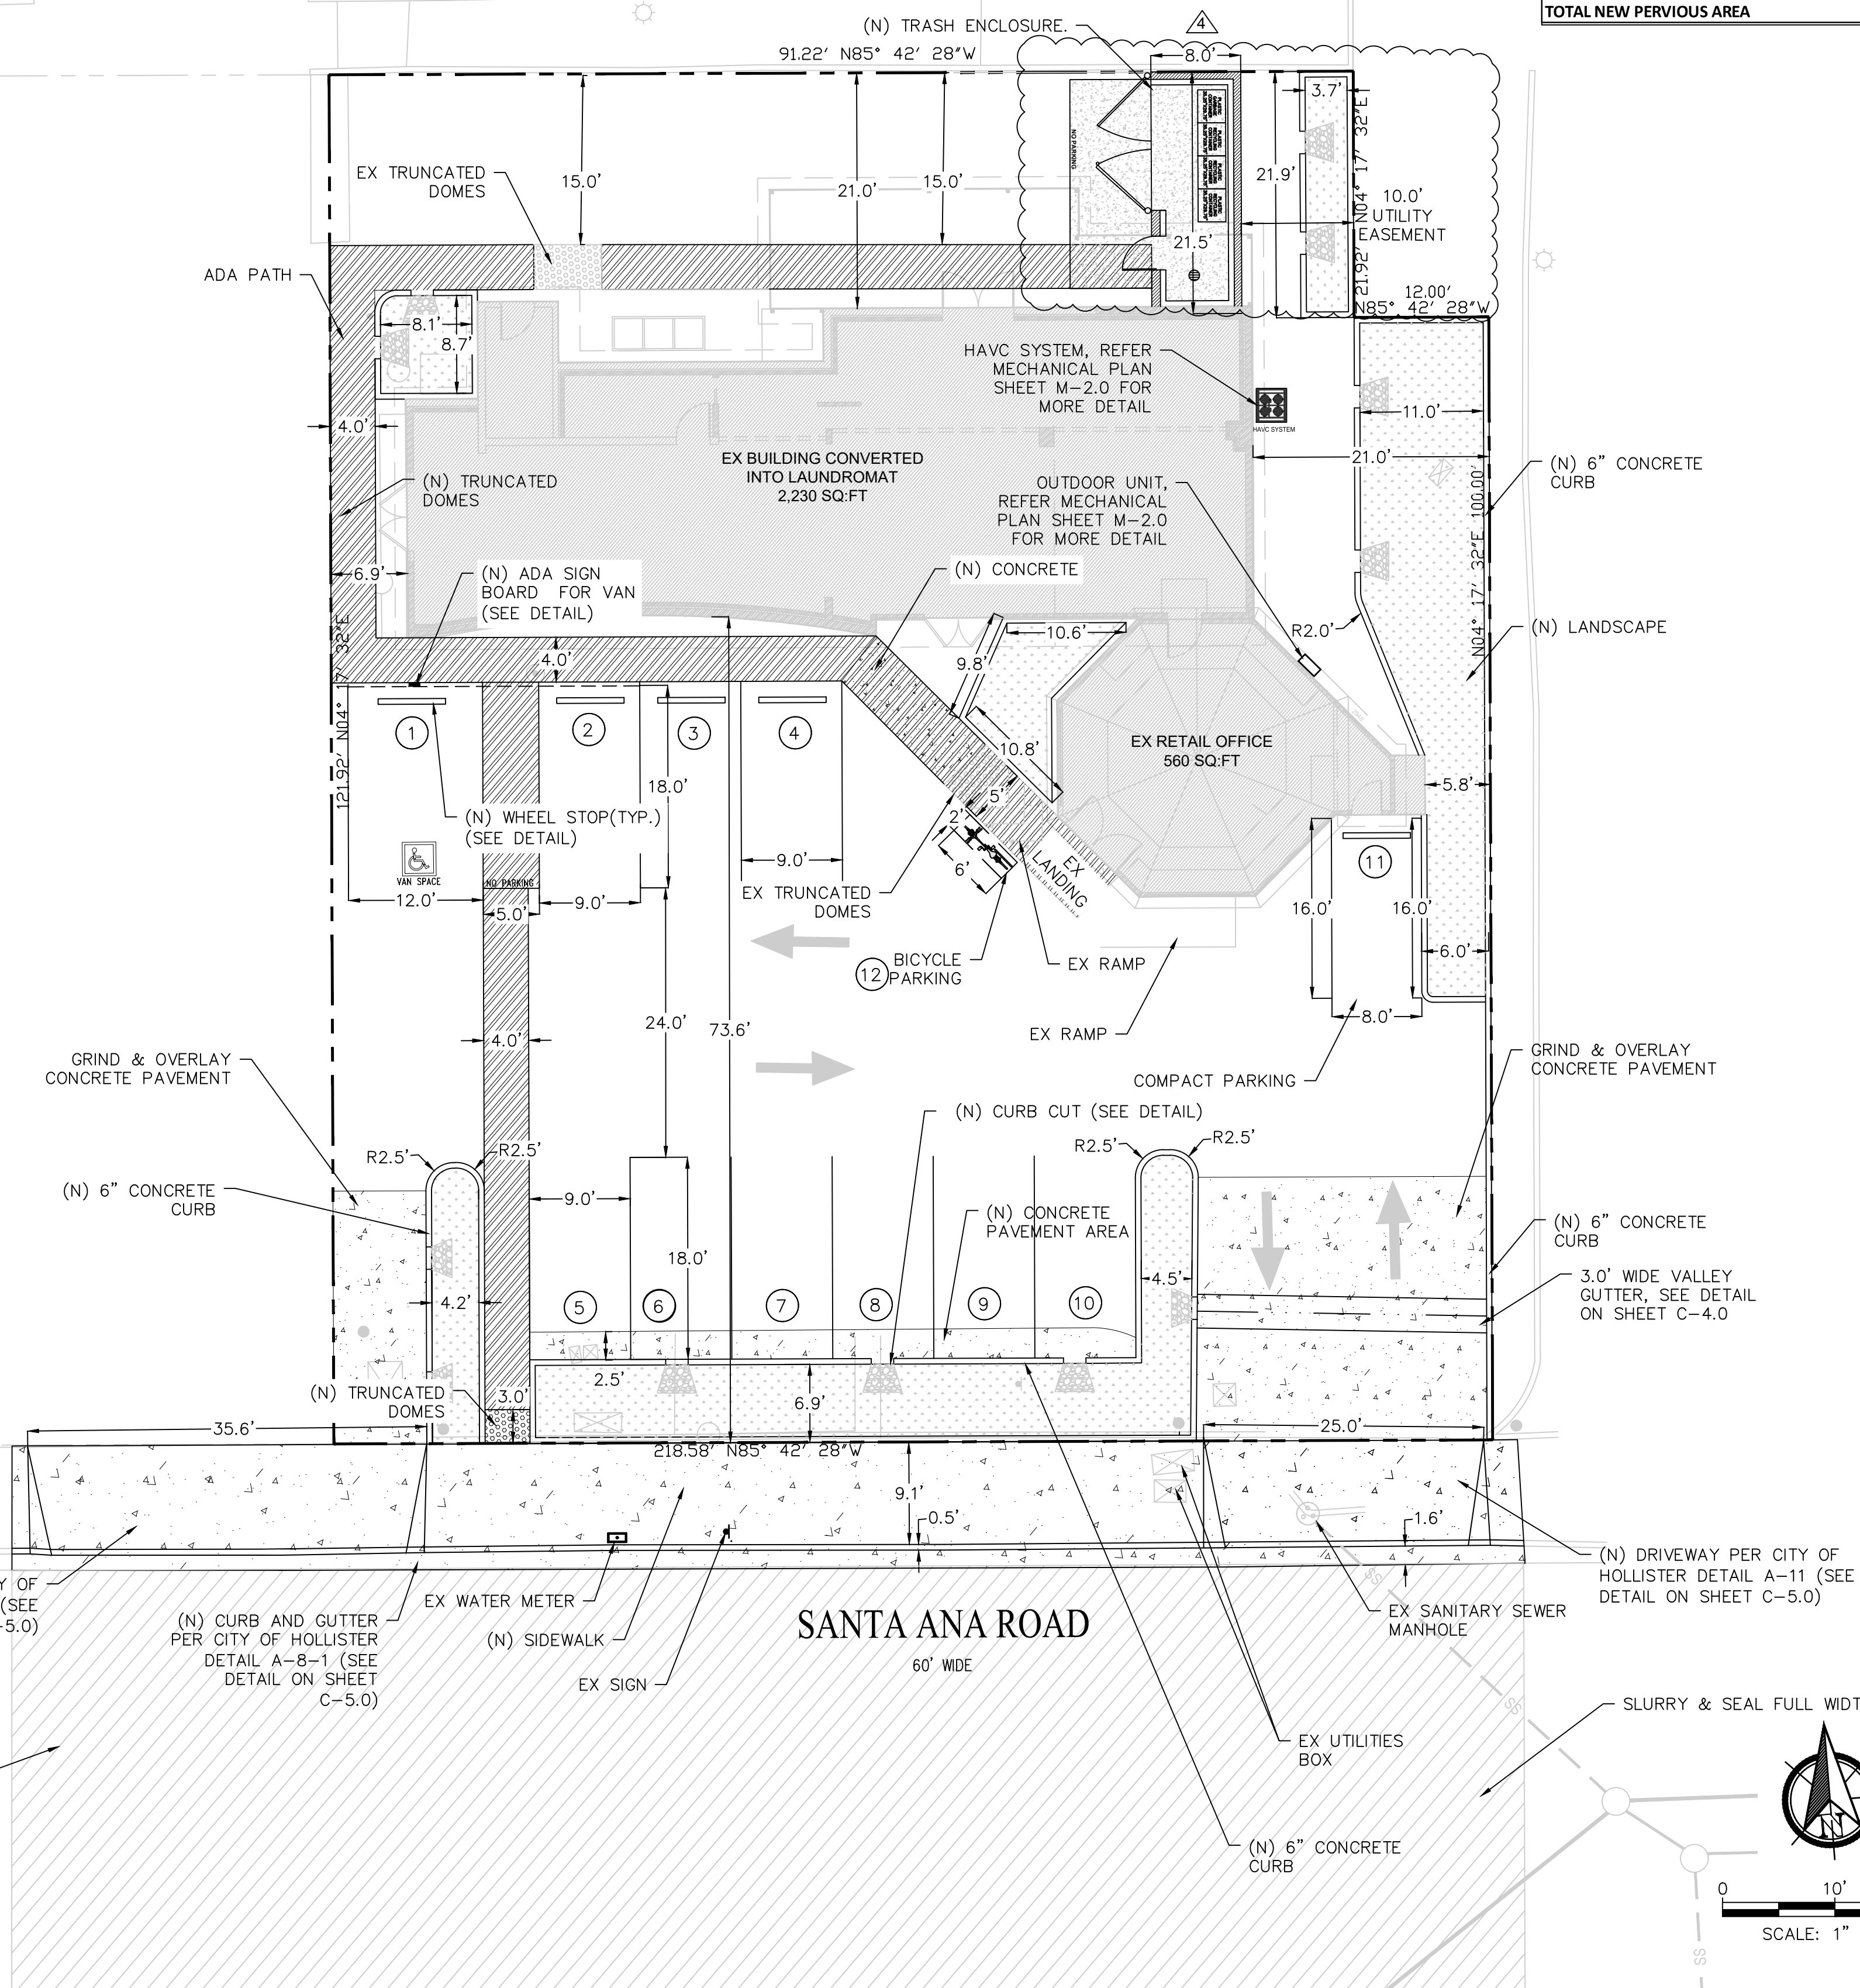 TOTAL NEW PERVIOUS AREA
(N) TRASH ENCLOSURE.
4
91.22' N85° 42' 28"W
8.0'
3.7'
EX TRUNCATED
DOMES
15.0'
21.0'
15.0'
NO PARKING
21.9'
21.5'
21.92' N04° 17' 32"E
10.0'
UTILITY
EASEMENT
12.00'
N85° 42' 28"W
ADA PATH
8.1'
8.7'
HAVC SYSTEM, REFER
MECHANICAL PLAN
SHEET M-2.0 FOR
MORE DETAIL
HAVC SYSTEM
11.0'
21.0'
4.0'
(N) TRUNCATED
DOMES
EX BUILDING CONVERTED
INTO LAUNDROMAT
2,230 SQ:FT
OUTDOOR UNIT,
REFER MECHANICAL
PLAN SHEET M-2.0
FOR MORE DETAIL
(N) 6" CONCRETE
CURB
N04° 17' 32"E 100.00'
6.9'
(N) ADA SIGN
BOARD FOR VAN
(SEE DETAIL)
(N) CONCRETE
121.92' N04° 17' 32"E
4.0'
10.6'
9.8'
R2.0'
(N) LANDSCAPE
1
2
3
4
10.8'
EX RETAIL OFFICE
560 SQ:FT
18.0'
5'
2'
6'
5.8'
(N) WHEEL STOP(TYP.)
(SEE DETAIL)
VAN SPACE
NO PARKING
12.0'
5.0'
9.0'
9.0'
EX TRUNCATED
DOMES
EX
LANDING
11
16.0'
16.0'
6.0'
8.0'
12
BICYCLE
PARKING
EX RAMP
24.0'
73.6'
4.0'
EX RAMP
GRIND & OVERLAY
CONCRETE PAVEMENT
COMPACT PARKING
GRIND & OVERLAY
CONCRETE PAVEMENT
(N) CURB CUT (SEE DETAIL)
R2.5'
R2.5'
R2.5'
R2.5'
(N) 6" CONCRETE
CURB
9.0'
(N) CONCRETE
PAVEMENT AREA
(N) 6" CONCRETE
CURB
18.0'
4.2'
4.5'
3.0' WIDE VALLEY
GUTTER, SEE DETAIL
ON SHEET C-4.0
5
6
7
8
9
10
2.5'
6.9'
(N) TRUNCATED
DOMES
3.0'
35.6'
25.0'
218.58' N85° 42' 28"W
9.1'
0.5'
1.6'
Y OF
(SEE
-5.0)
(N) CURB AND GUTTER
PER CITY OF HOLLISTER
DETAIL A-8-1 (SEE
DETAIL ON SHEET
C-5.0)
EX WATER METER
(N) SIDEWALK
EX SIGN
SANTA ANA ROAD
60' WIDE
EX SANITARY SEWER
MANHOLE
(N) DRIVEWAY PER CITY OF
HOLLISTER DETAIL A-11 (SEE
DETAIL ON SHEET C-5.0)
SS
SS
SS
EX UTILITIES
BOX
SLURRY & SEAL FULL WIDT
(N) 6" CONCRETE
CURB
N
0
10'
SCALE: 1"